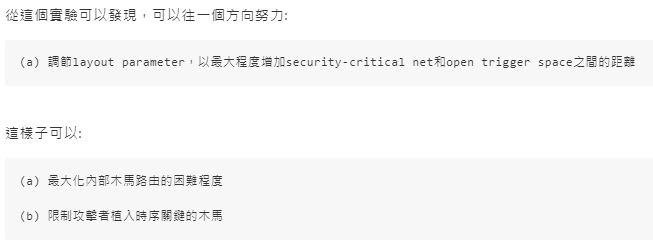 從這個實驗可以發現，可以往一個方向努力:
(a) 調節layout parameter，以最大程度增加security-critical net和open trigger space之間的距離
這樣子可以:
(a) 最大化內部木馬路由的困難程度
(b) 限制攻擊者植入時序關鍵的木馬